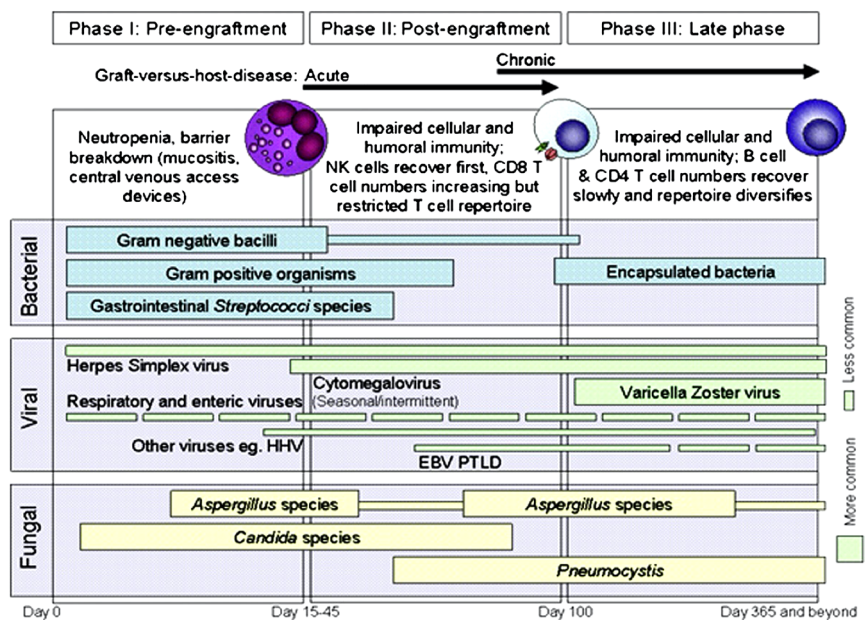 Phase I: Pre-engraftment
Phase II: Post-engraftment
Phase III: Late phase
Chronic
Graft-versus-host-disease: Acute
Neutropenia, barrier
breakdown (mucositis,
central venous access
devices)
Impaired cellular and
humoral immunity;
NK cells recover first, CD8 T
cell numbers increasing but
restricted T cell repertoire
Impaired cellular and
humoral immunity; B cell
& CD4 T cell numbers recover
slowly and repertoire diversifies
Bacterial
Gram negative bacilli
Gram positive organisms
Encapsulated bacteria
Gastrointestinal Streptococci species
Viral
Herpes Simplex virus
Cytomegalovirus
Varicella Zoster virus
Respiratory and enteric viruses (Seasonal/intermittent)
Other viruses eg. HHV
EBV PTLD
Fungal
Aspergillus species
Aspergillus species
Candida species
Pneumocystis
Less common
More common
Day 0
Day 15-45
Day 100
Day 365 and beyond